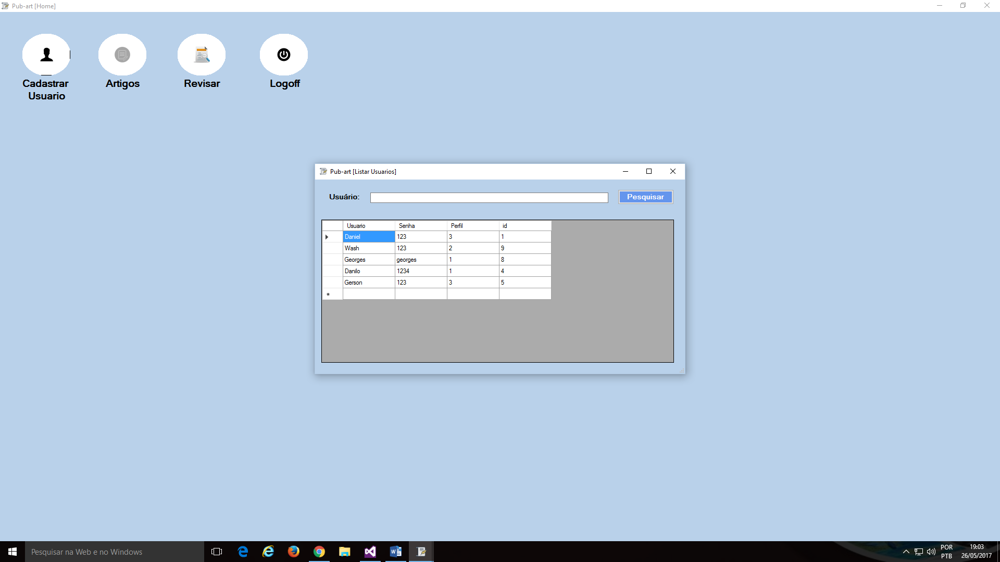 Pub-art [Home]
Cadastrar
Usuario
Artigos
Revisar
Logoff
Pub-art [Listar Usuarios]
Usuário:
Pesquisar
Usuario Senha Perfil id
Daniel 123 3 1
Wash 123 2 9
Georges georges 1 8
Danilo 1234 1 4
Gerson 123 3 5
*
Pesquisar na Web e no Windows
POR
PTB
19:03
26/05/2017